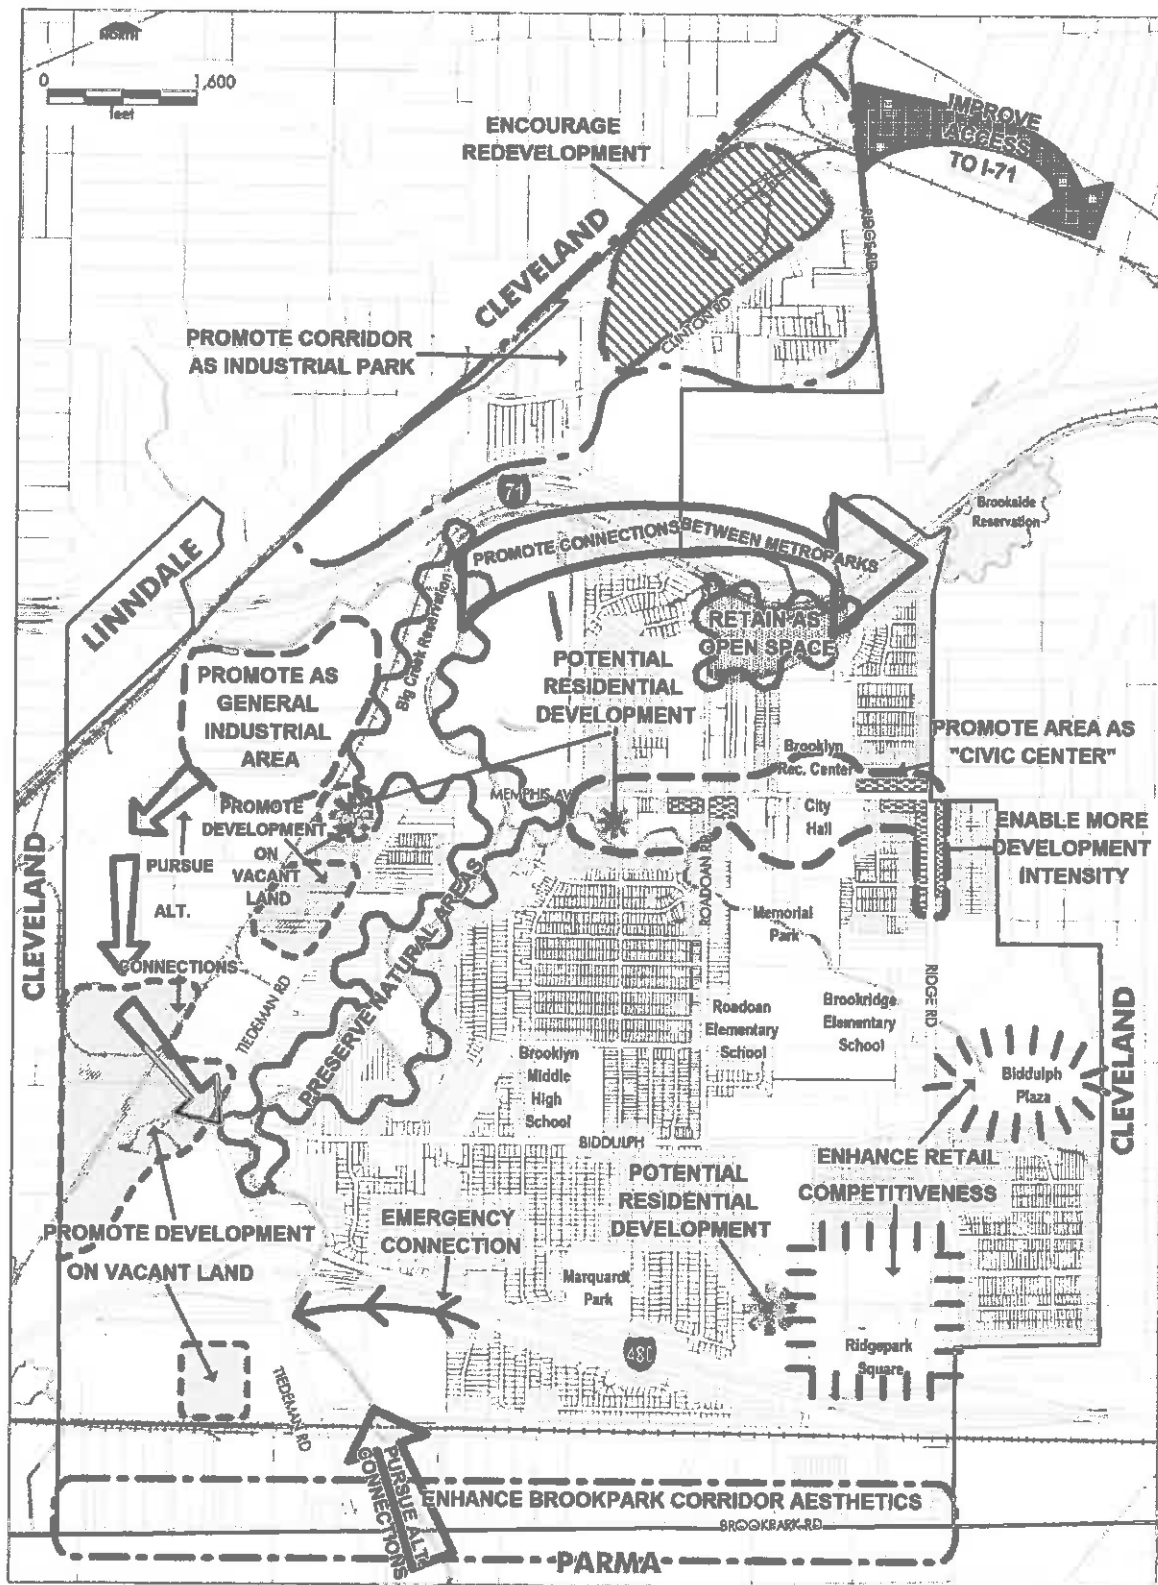 NORTH
0 1,600
feet
ENCOURAGE
REDEVELOPMENT
IMPROVE
ACCESS
TO I-71
CLEVELAND
RIDGE RD
CLINTON RD
PROMOTE CORRIDOR
AS INDUSTRIAL PARK
71
Brookside
Reservation
PROMOTE CONNECTIONS BETWEEN METROPARKS
LINNDALE
Big Creek Reservation
RETAIN AS
OPEN SPACE
PROMOTE AS
GENERAL
INDUSTRIAL
AREA
POTENTIAL
RESIDENTIAL
DEVELOPMENT
PROMOTE AREA AS
"CIVIC CENTER"
Brooklyn
Rec. Center
MEMPHIS AV
City
Hall
PROMOTE
DEVELOPMENT
ON
VACANT
LAND
ENABLE MORE
DEVELOPMENT
INTENSITY
PURSUE
ALT.
CONNECTIONS
ROADOAN RD
Memorial
Park
CLEVELAND
PRESERVE NATURAL AREAS
TIEDEMAN RD
RIDGE RD
Roadoan
Elementary
School
Brookridge
Elementary
School
CLEVELAND
Brooklyn
Middle
High
School
Biddulph
Plaza
BIDDULPH
ENHANCE RETAIL
COMPETITIVENESS
POTENTIAL
RESIDENTIAL
DEVELOPMENT
PROMOTE DEVELOPMENT
ON VACANT LAND
EMERGENCY
CONNECTION
Marquardt
Park
480
Ridgepark
Square
TIEDEMAN RD
PURSUE ALT.
CONNECTIONS
ENHANCE BROOKPARK CORRIDOR AESTHETICS
BROOKPARK RD
PARMA